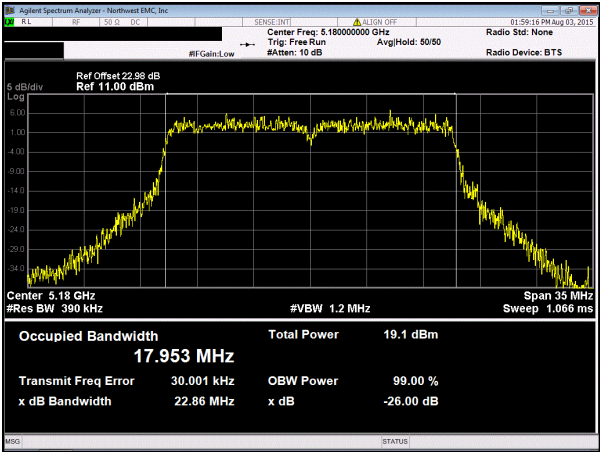 Agilent Spectrum Analyzer - Northwest EMC, Inc
RL RF 50 Ω DC SENSE:INT ALIGN OFF 01:59:16 PM Aug 03, 2015
Center Freq: 5.180000000 GHz Radio Std: None
Trig: Free Run Avg|Hold: 50/50
#IFGain:Low #Atten: 10 dB Radio Device: BTS
Ref Offset 22.98 dB
5 dB/div Ref 11.00 dBm
Log
6.00
1.00
-4.00
-9.00
-14.0
-19.0
-24.0
-29.0
-34.0
Center 5.18 GHz Span 35 MHz
#Res BW 390 kHz #VBW 1.2 MHz Sweep 1.066 ms
Occupied Bandwidth Total Power 19.1 dBm
17.953 MHz
Transmit Freq Error 30.001 kHz OBW Power 99.00 %
x dB Bandwidth 22.86 MHz x dB -26.00 dB
MSG STATUS